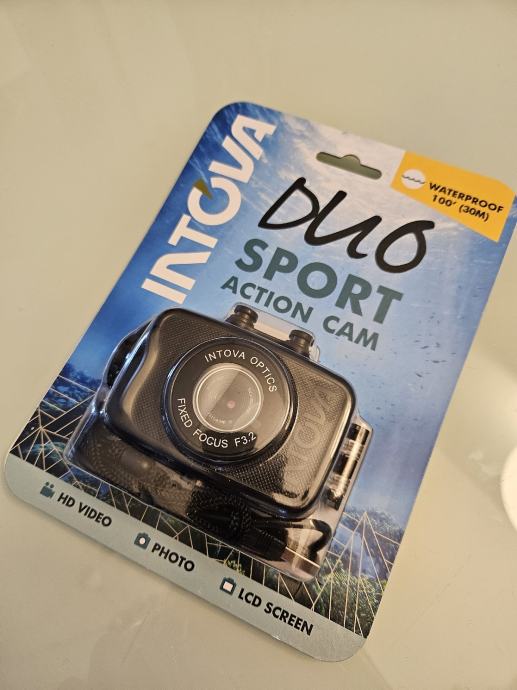 INTOVA
WATERPROOF
100' (30M)
DUO
SPORT
ACTION CAM
INTOVA OPTICS
FIXED FOCUS F3.2
INTOVA
HD VIDEO
PHOTO
LCD SCREEN